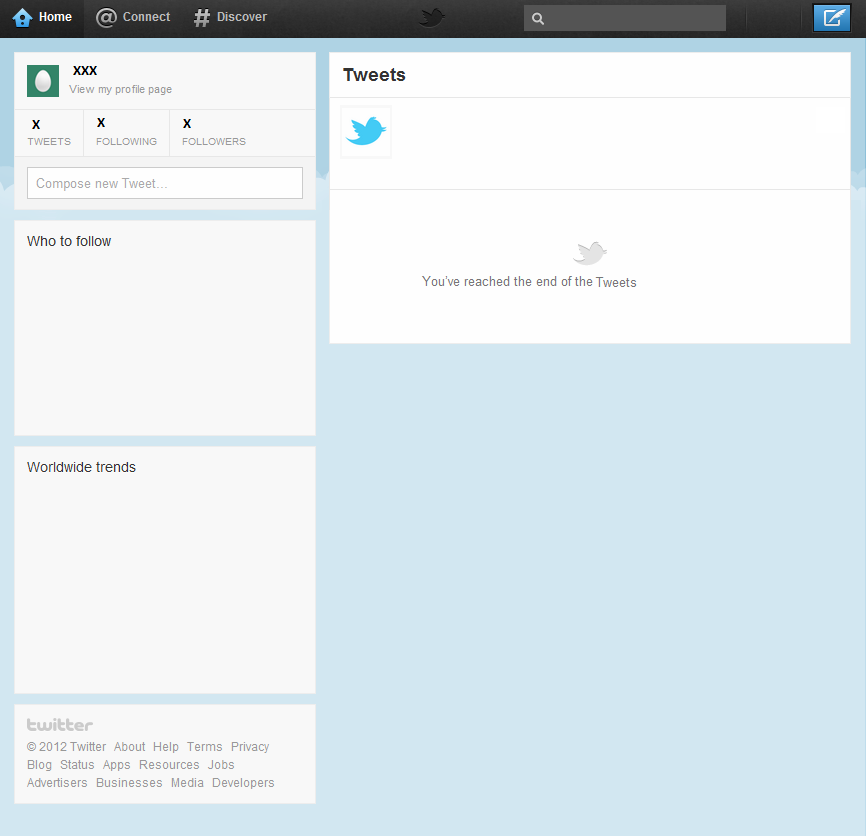 Home @ Connect # Discover
XXX
View my profile page
X X X
TWEETS FOLLOWING FOLLOWERS
Compose new Tweet...
Who to follow
Worldwide trends
twitter
© 2012 Twitter About Help Terms Privacy
Blog Status Apps Resources Jobs
Advertisers Businesses Media Developers
Tweets
You've reached the end of the Tweets